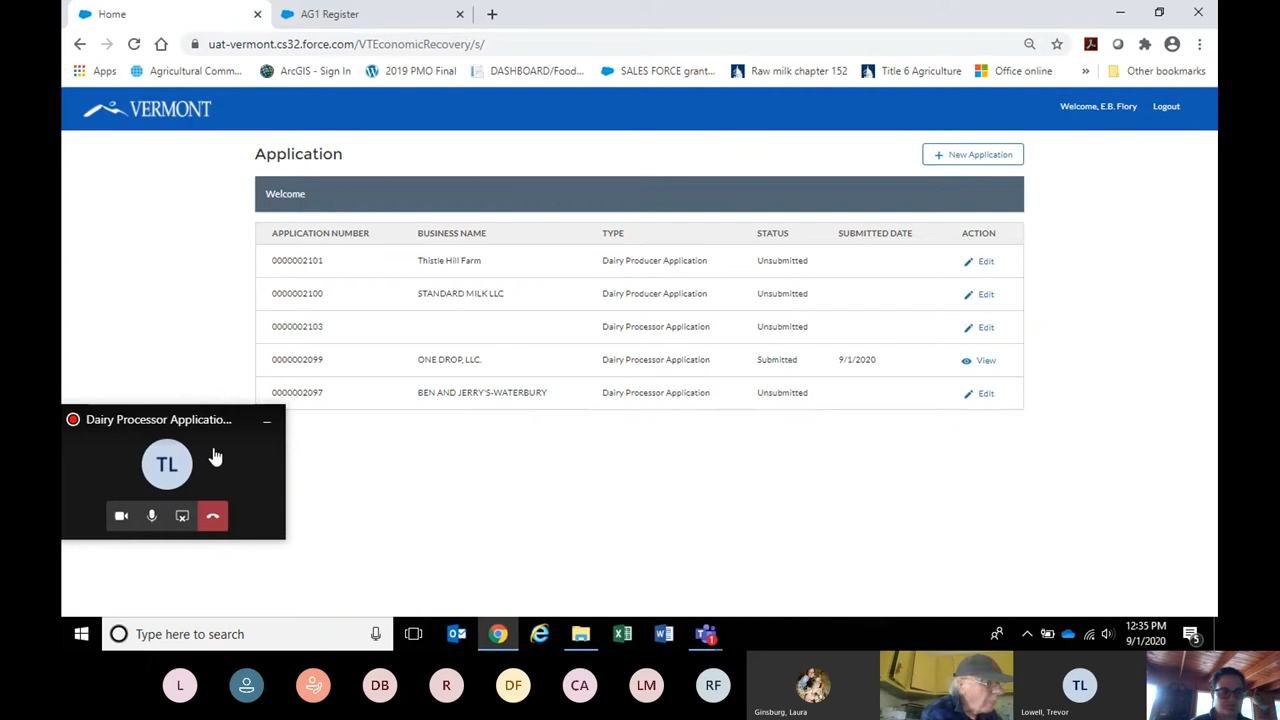 Home
AG1 Register
uat-vermont.cs32.force.com/VTEconomicRecovery/s/
Apps Agricultural Comm... ArcGIS - Sign In 2019 PMO Final DASHBOARD/Food... SALES FORCE grant... Raw milk chapter 152 Title 6 Agriculture Office online » Other bookmarks
VERMONT
Welcome, E.B. Flory Logout
Application
+ New Application
Welcome
APPLICATION NUMBER BUSINESS NAME TYPE STATUS SUBMITTED DATE ACTION
0000002101 Thistle Hill Farm Dairy Producer Application Unsubmitted Edit
0000002100 STANDARD MILK LLC Dairy Producer Application Unsubmitted Edit
0000002103 Dairy Processor Application Unsubmitted Edit
0000002099 ONE DROP, LLC. Dairy Processor Application Submitted 9/1/2020 View
0000002097 BEN AND JERRY'S-WATERBURY Dairy Processor Application Unsubmitted Edit
Dairy Processor Applicatio...
TL
Type here to search
12:35 PM
9/1/2020
L DB R DF CA LM RF TL
Ginsburg, Laura
Lowell, Trevor